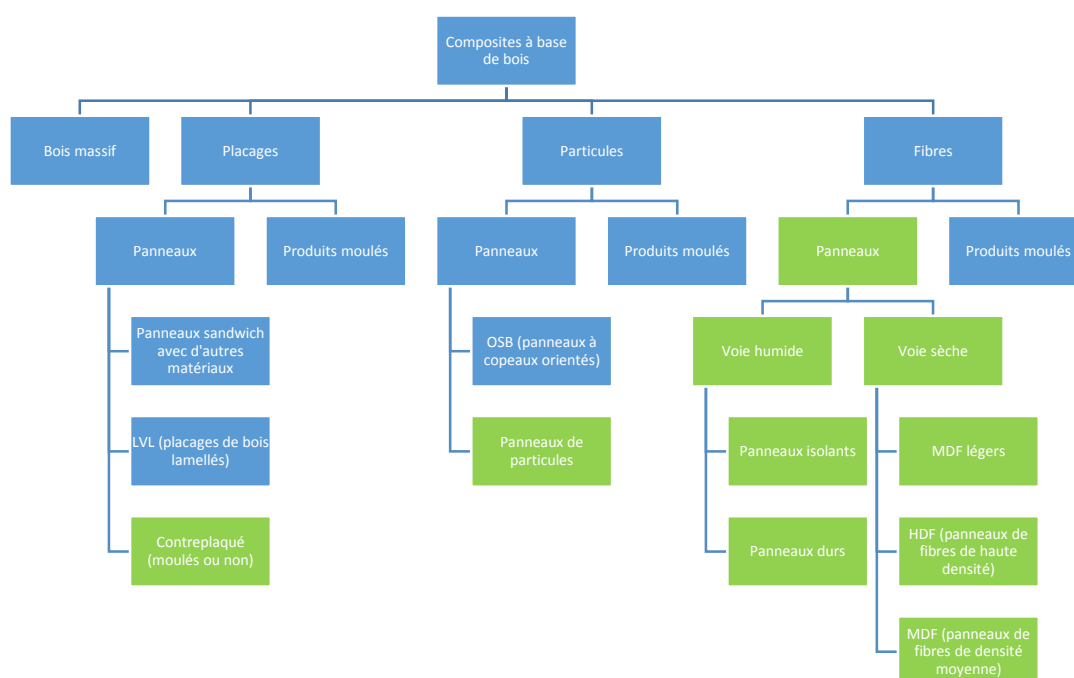 Composites à base
de bois
Bois massif
Placages
Particules
Fibres
Panneaux
Produits moulés
Panneaux
Produits moulés
Panneaux
Produits moulés
Panneaux sandwich
avec d'autres
matériaux
OSB (panneaux à
copeaux orientés)
Voie humide
Voie sèche
LVL (placages de bois
lamellés)
Panneaux de
particules
Panneaux isolants
MDF légers
Contreplaqué
(moulés ou non)
Panneaux durs
HDF (panneaux de
fibres de haute
densité)
MDF (panneaux de
fibres de densité
moyenne)